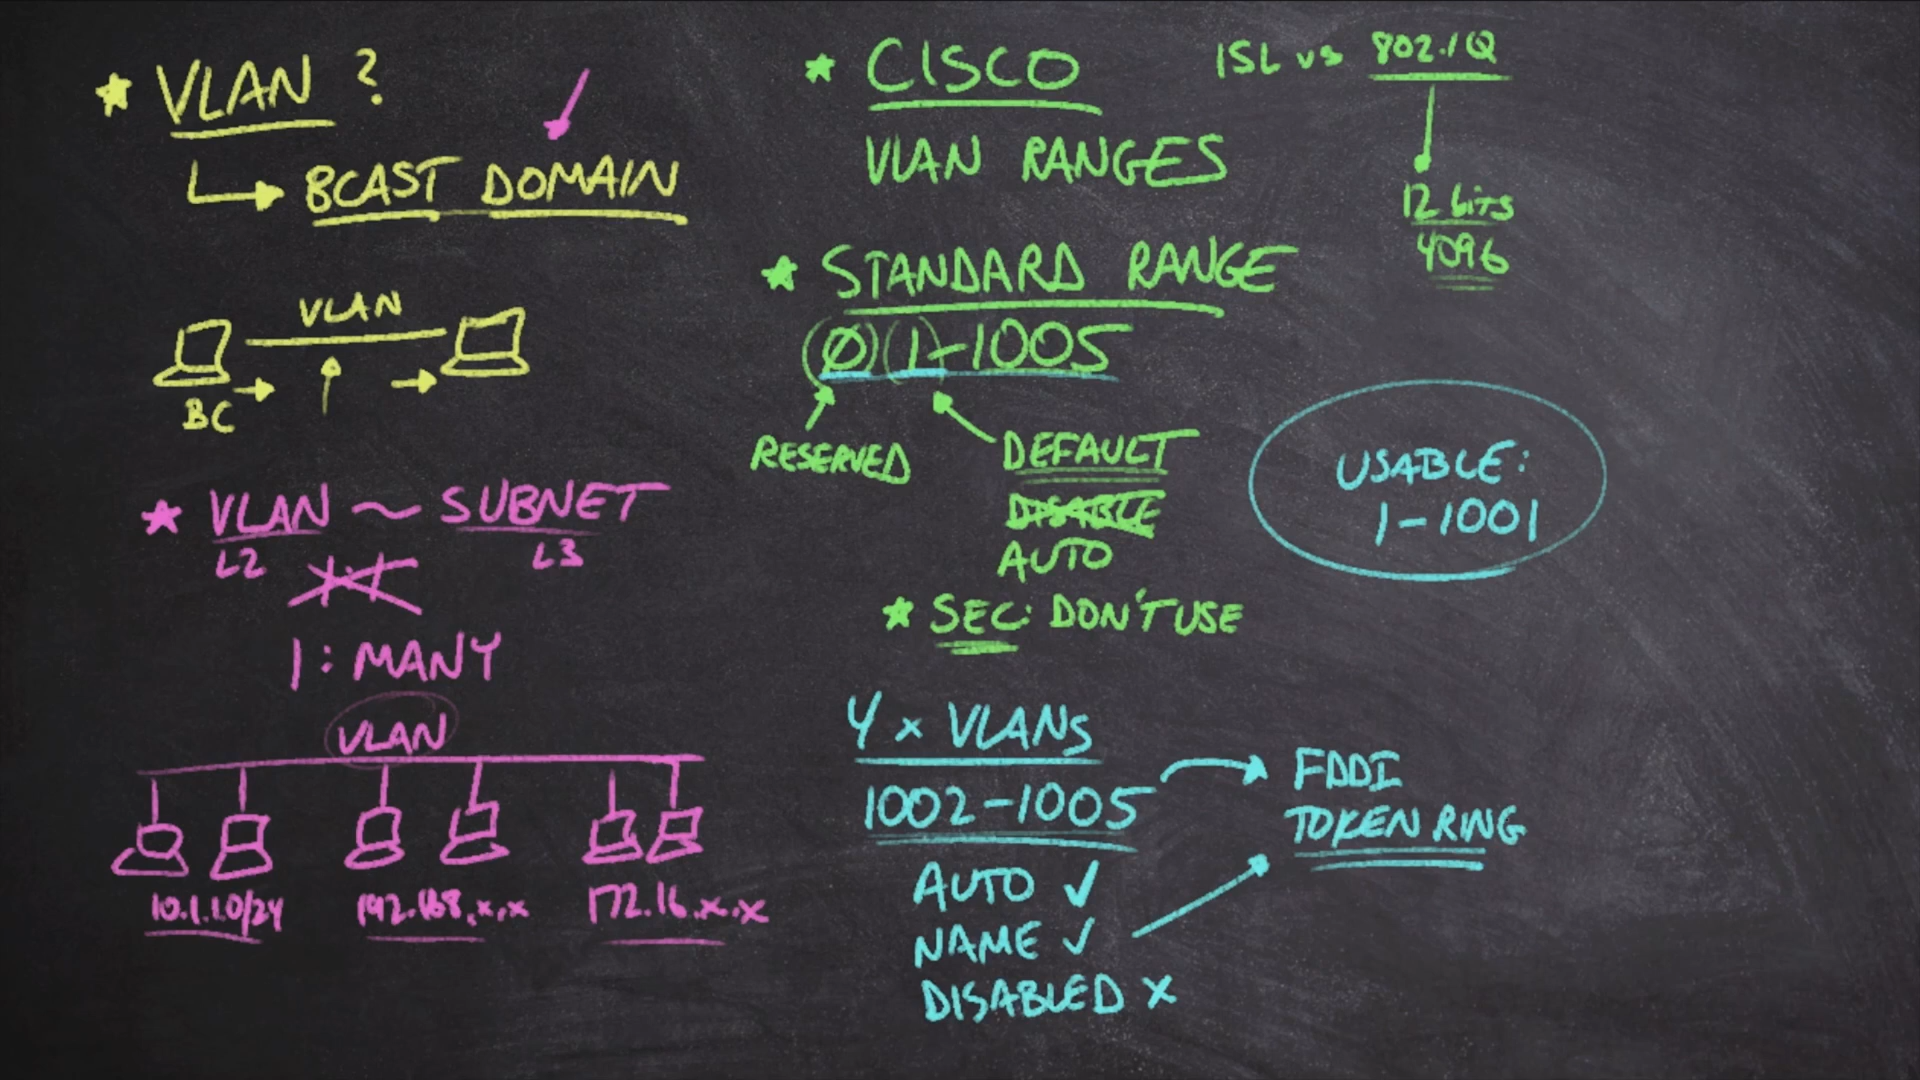 ★ VLAN ?
BCAST DOMAIN
VLAN
BC
★ VLAN ~ SUBNET
L2 L3
1 : MANY
VLAN
10.1.1.0/24 192.168.x.x 172.16.x.x
★ CISCO
VLAN RANGES
ISL vs 802.1Q
12 bits
4096
★ STANDARD RANGE
(0) (1)-1005
RESERVED
DEFAULT
DISABLE
AUTO
★ SEC: DON'T USE
USABLE:
1-1001
4 x VLANs
1002-1005
AUTO ✓
NAME ✓
DISABLED x
FDDI
TOKEN RING